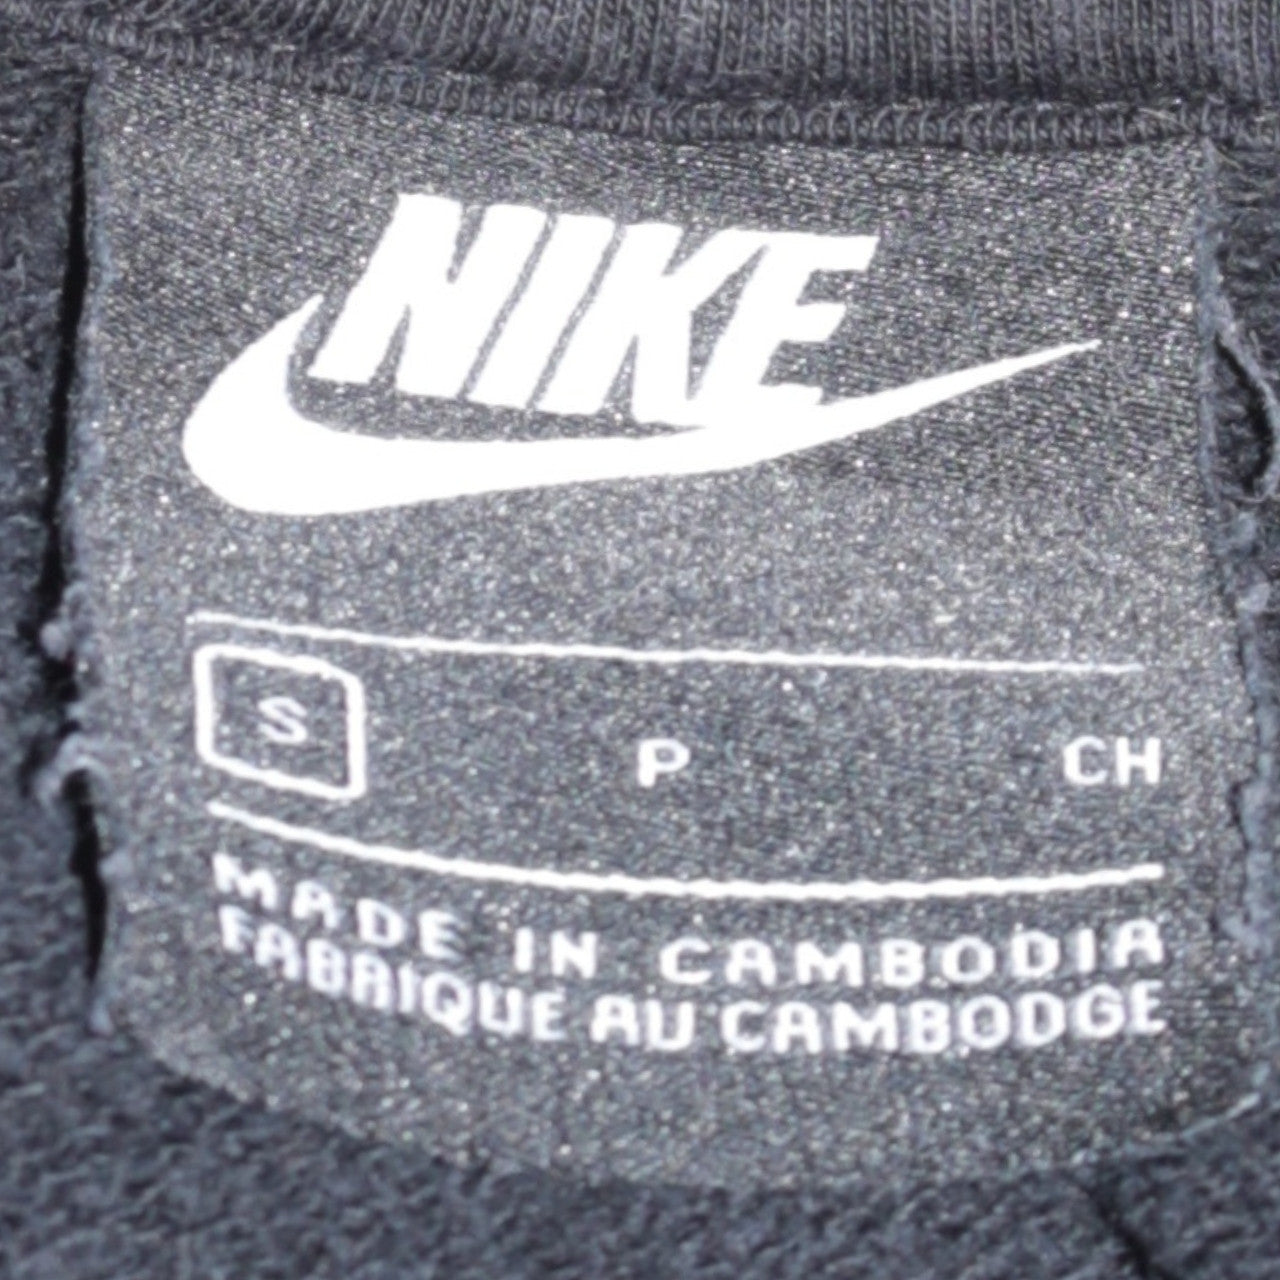 NIKE
S P CH
MADE IN CAMBODIA
FABRIQUE AU CAMBODGE